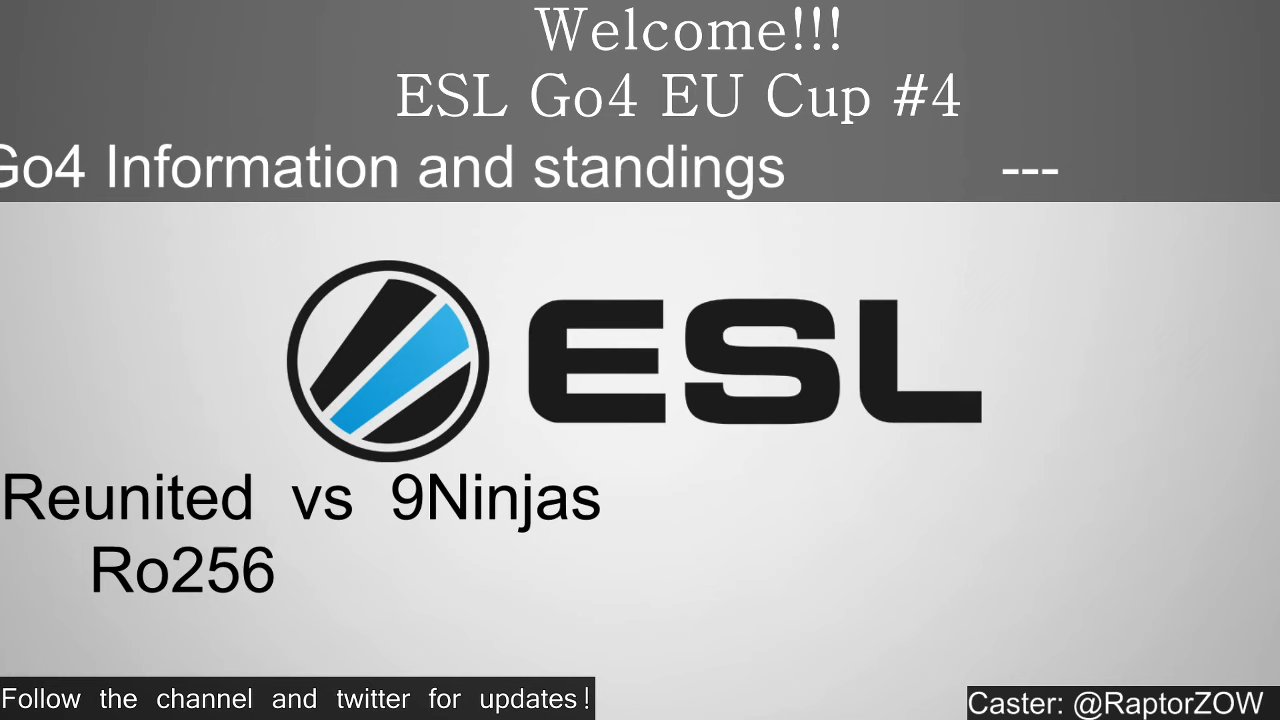 Welcome!!!
ESL Go4 EU Cup #4
Go4 Information and standings ---
ESL
Reunited vs 9Ninjas
Ro256
Follow the channel and twitter for updates!
Caster: @RaptorZOW